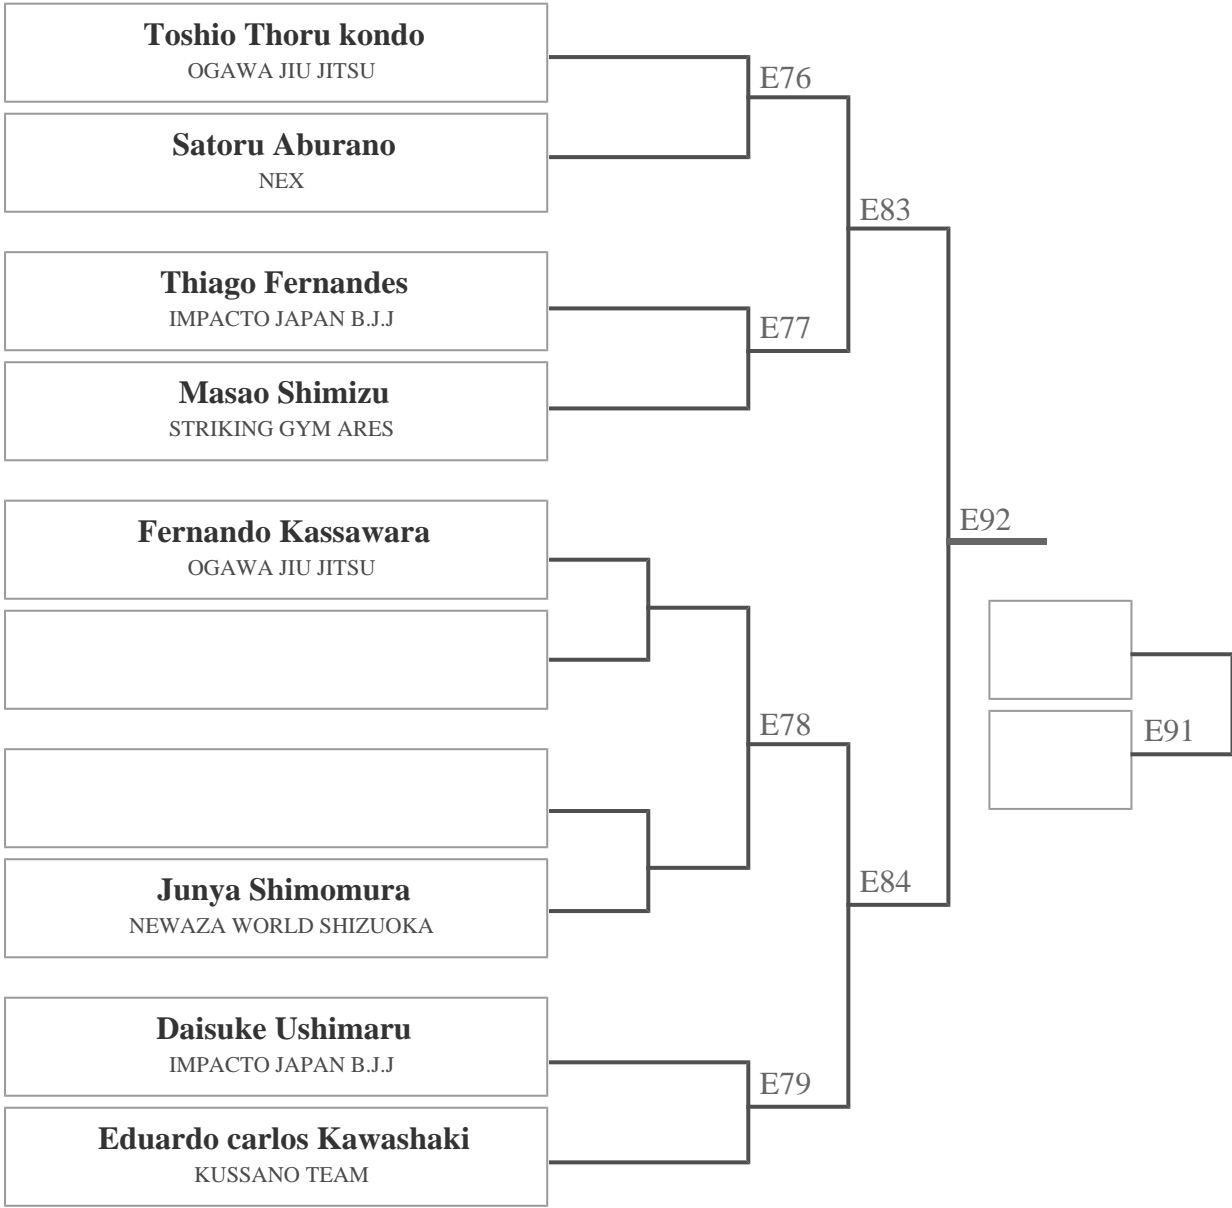 Toshio Thoru kondo
OGAWA JIU JITSU
E76
Satoru Aburano
NEX
E83
Thiago Fernandes
IMPACTO JAPAN B.J.J
E77
Masao Shimizu
STRIKING GYM ARES
Fernando Kassawara
OGAWA JIU JITSU
E92
E78
E91
Junya Shimomura
NEWAZA WORLD SHIZUOKA
E84
Daisuke Ushimaru
IMPACTO JAPAN B.J.J
E79
Eduardo carlos Kawashaki
KUSSANO TEAM